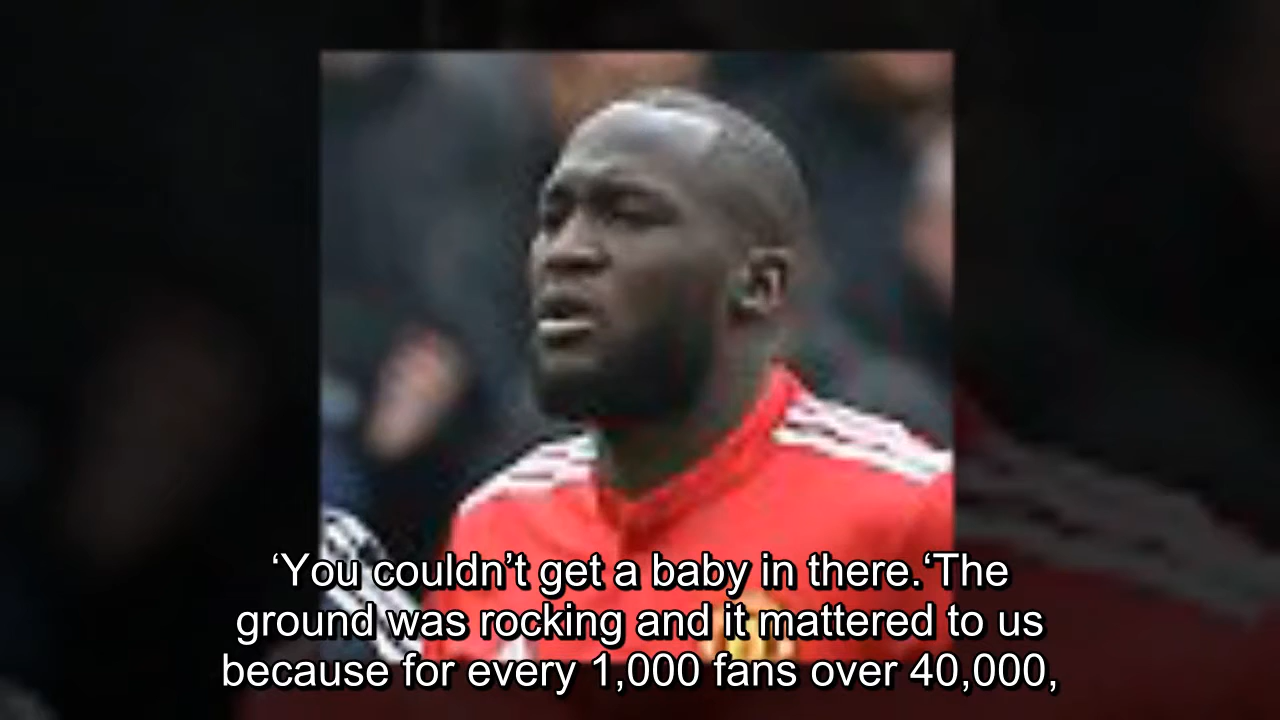 ‘You couldn’t get a baby in there.‘The
ground was rocking and it mattered to us
because for every 1,000 fans over 40,000,